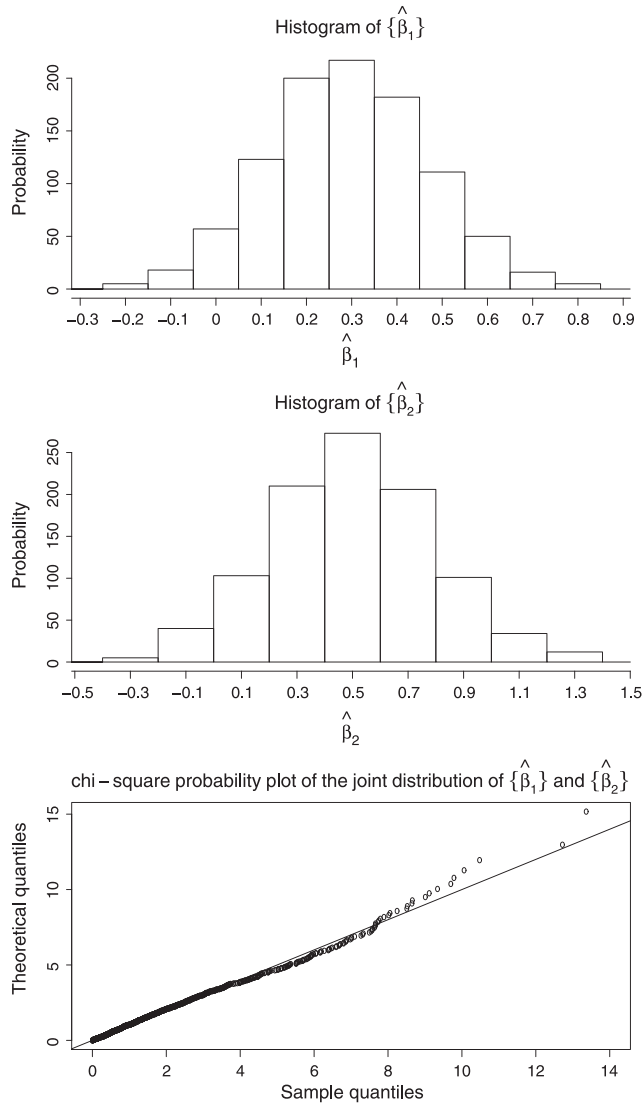 Histogram of {β̂₁}
Probability
200
150
100
50
0
−0.3 −0.2 −0.1 0 0.1 0.2 0.3 0.4 0.5 0.6 0.7 0.8 0.9
β̂₁
Histogram of {β̂₂}
Probability
250
200
150
100
50
0
−0.5 −0.3 −0.1 0.1 0.3 0.5 0.7 0.9 1.1 1.3 1.5
β̂₂
chi−square probability plot of the joint distribution of {β̂₁} and {β̂₂}
Theoretical quantiles
15
10
5
0
0 2 4 6 8 10 12 14
Sample quantiles